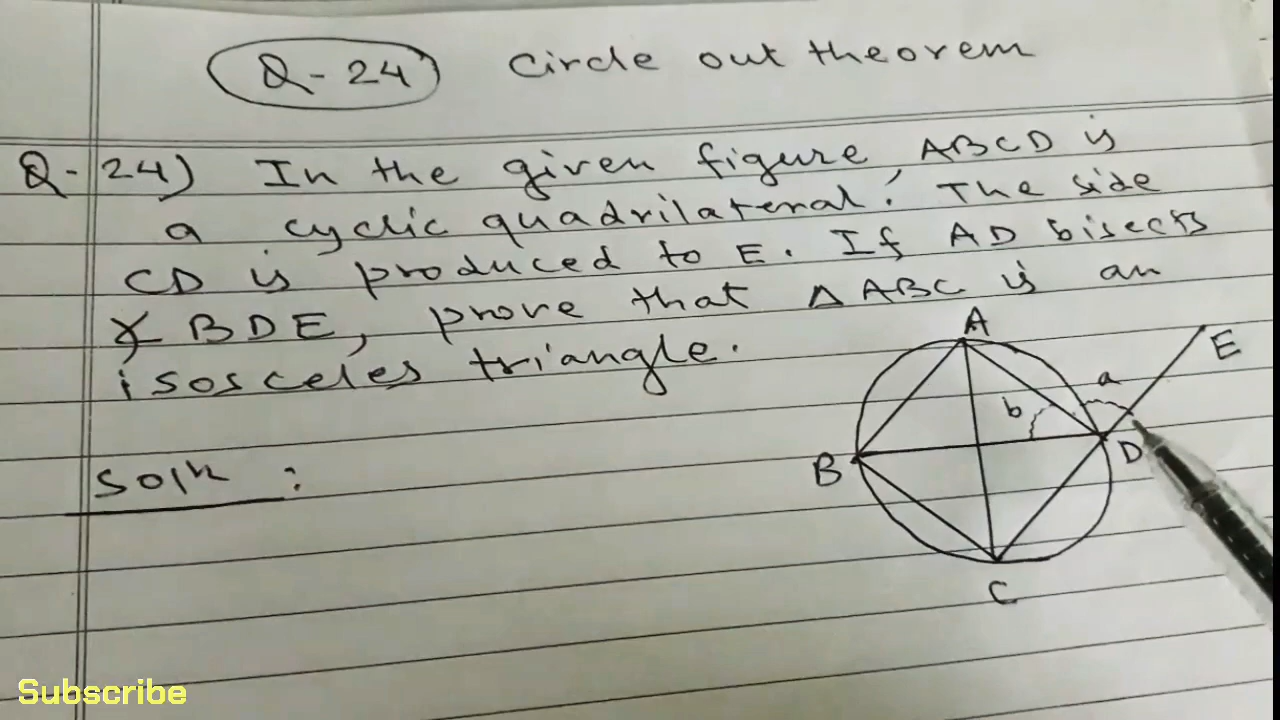 Q-24 Circle out theorem
Q-24) In the given figure, ABCD is
a cyclic quadrilateral. The side
CD is produced to E. If AD bisects
∠BDE, prove that △ABC is an
isosceles triangle.
A
E
a
b
B
D
Soln :
C
Subscribe